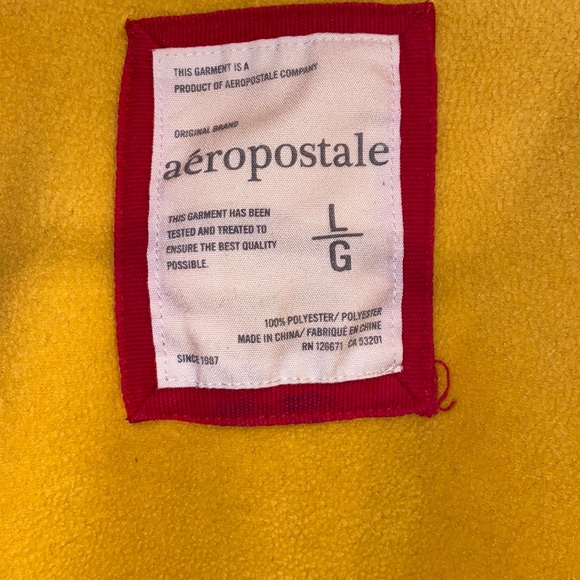 THIS GARMENT IS A
PRODUCT OF AEROPOSTALE COMPANY
ORIGINAL BRAND
aéropostale
THIS GARMENT HAS BEEN
TESTED AND TREATED TO
ENSURE THE BEST QUALITY
POSSIBLE.
L
G
100% POLYESTER/ POLYESTER
MADE IN CHINA/ FABRIQUÉ EN CHINE
RN 126671 CA 53201
SINCE 1987